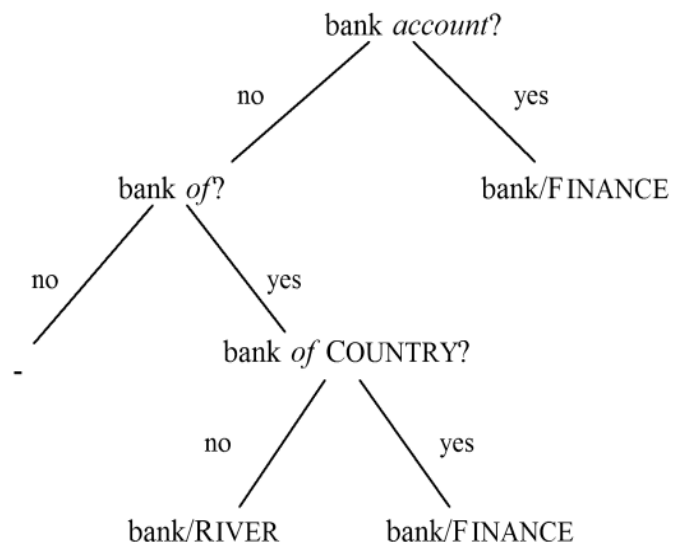 bank account?
no
yes
bank of?
bank/FINANCE
no
yes
bank of COUNTRY?
-
no
yes
bank/RIVER
bank/FINANCE